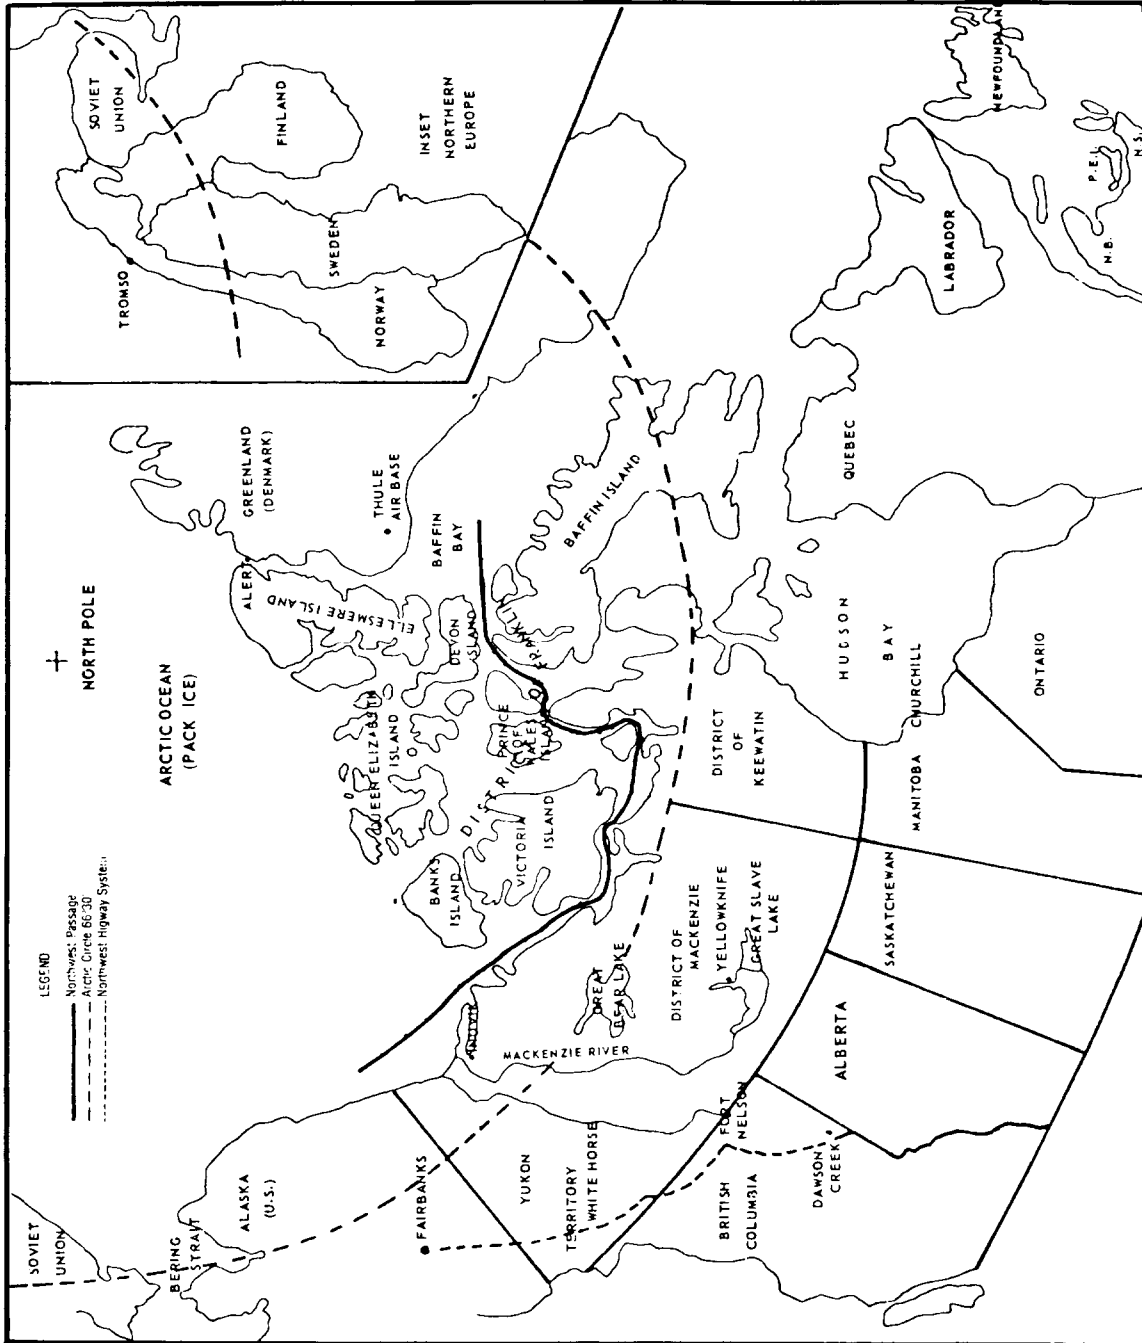 LEGEND
Northwest Passage
Arctic Circle 66°30'
Northwest Higway System
SOVIET
UNION
BERING
STRAIT
ALASKA
(U.S.)
FAIRBANKS
YUKON
TERRITORY
WHITE HORSE
BRITISH
COLUMBIA
FORT
NELSON
DAWSON
CREEK
ALBERTA
SASKATCHEWAN
MANITOBA
CHURCHILL
ONTARIO
HUDSON
BAY
QUEBEC
LABRADOR
NEWFOUNDLAND
P.E.I.
N.B.
N.S.
INUVIK
MACKENZIE RIVER
GREAT
BEAR LAKE
DISTRICT OF
MACKENZIE
YELLOWKNIFE
GREAT SLAVE
LAKE
DISTRICT
OF
KEEWATIN
BANKS
ISLAND
VICTORIA
ISLAND
DISTRICT OF FRANKLIN
PRINCE
OF
WALES
ISLAND
QUEEN ELIZABETH
ISLAND
DEVON
ISLAND
ELLESMERE ISLAND
ALERT
BAFFIN
BAY
BAFFIN ISLAND
THULE
AIR BASE
GREENLAND
(DENMARK)
NORTH POLE
ARCTIC OCEAN
(PACK ICE)
TROMSO
SOVIET
UNION
FINLAND
SWEDEN
NORWAY
INSET
NORTHERN
EUROPE